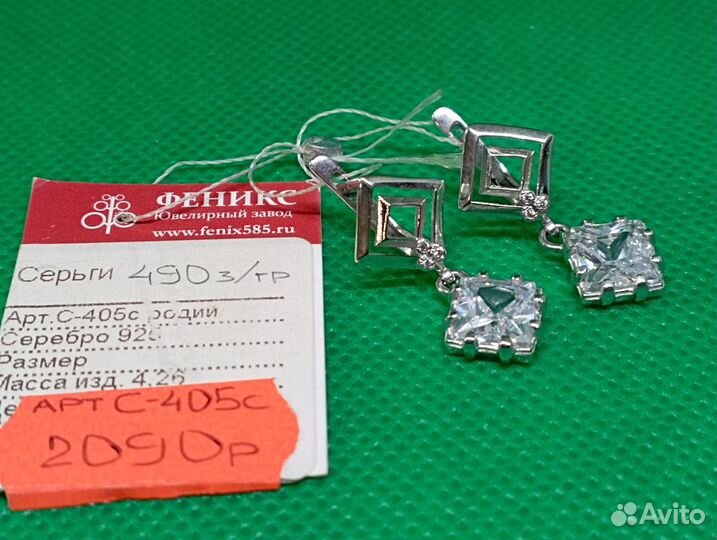 ФЕНИКС
Ювелирный завод
www.fenix585.ru
Серьги 490 з/гр
Арт.С-405с родий
Серебро 925
Размер
Масса изд. 4,26
АРТ С-405с
2090р
Avito